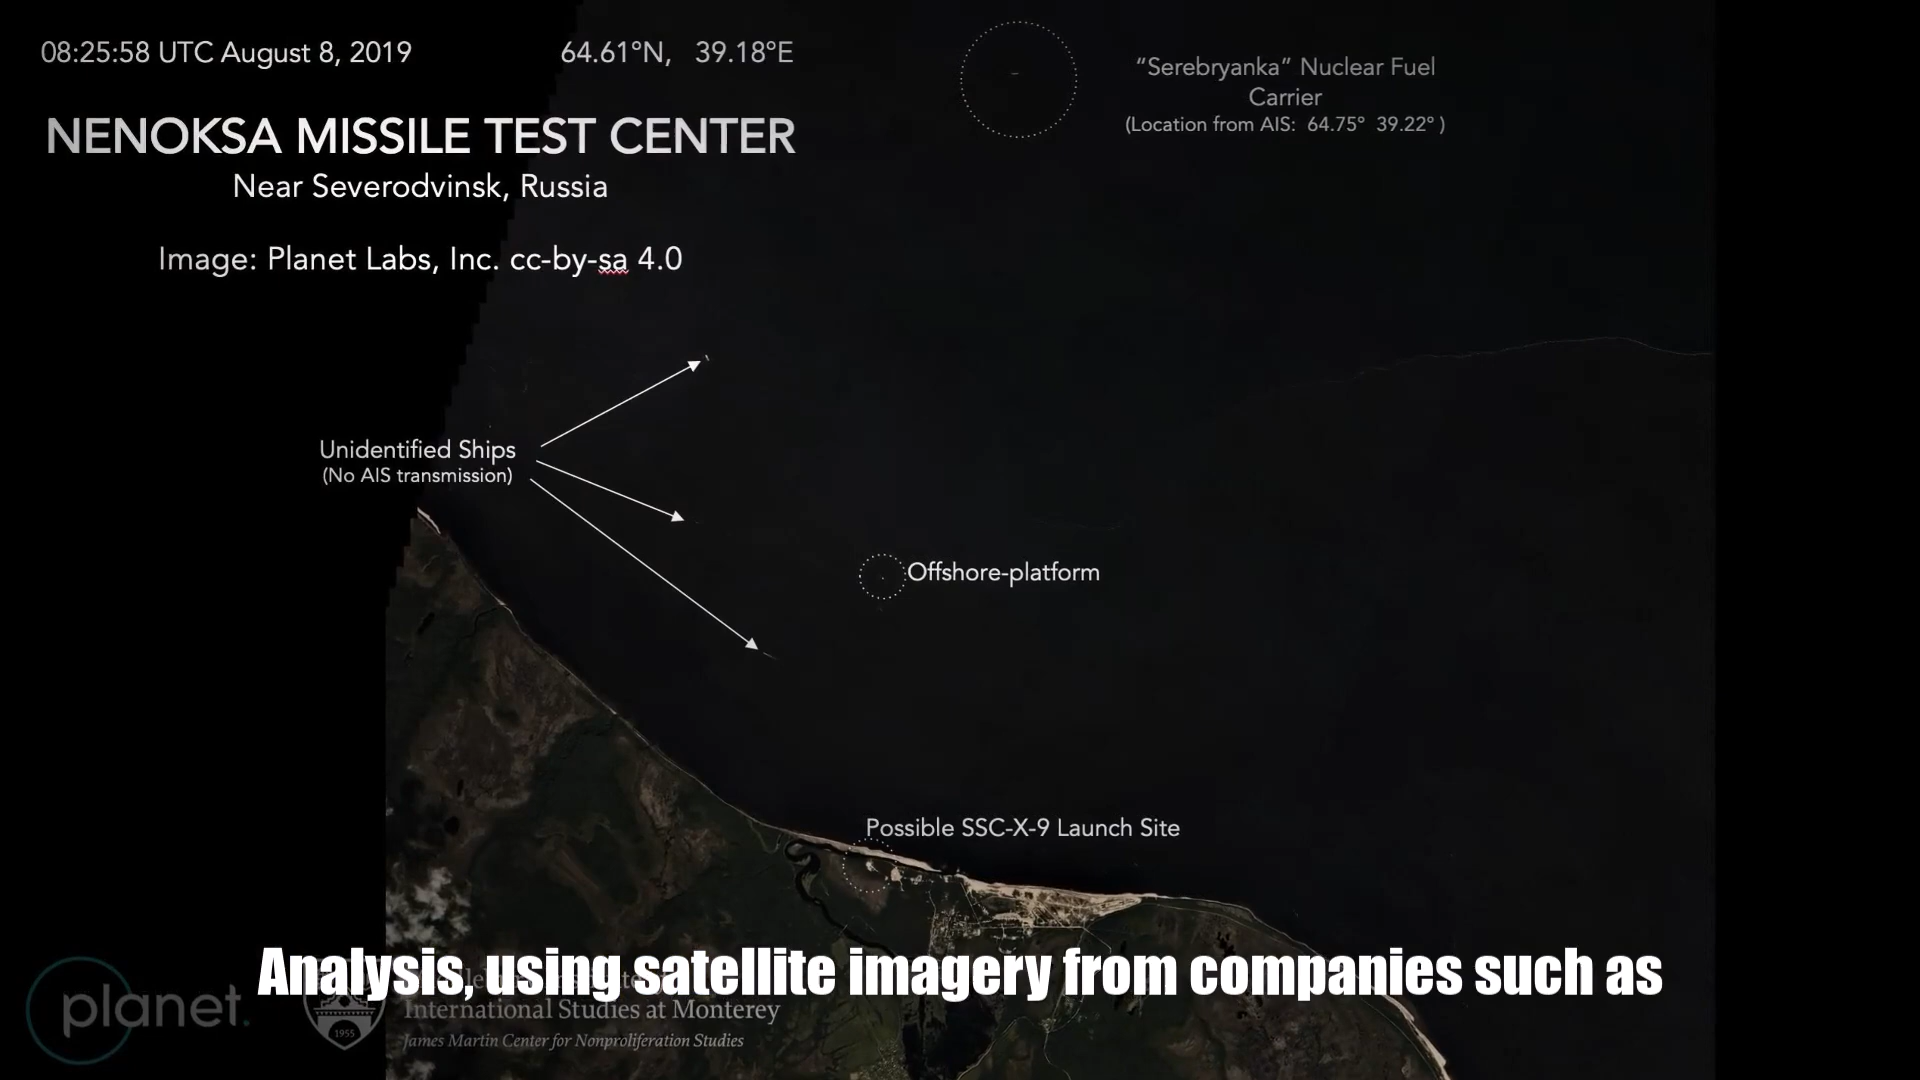 08:25:58 UTC August 8, 2019
64.61°N, 39.18°E
NENOKSA MISSILE TEST CENTER
Near Severodvinsk, Russia
Image: Planet Labs, Inc. cc-by-sa 4.0
“Serebryanka” Nuclear Fuel
Carrier
(Location from AIS: 64.75° 39.22° )
Unidentified Ships
(No AIS transmission)
Offshore-platform
Possible SSC-X-9 Launch Site
Analysis, using satellite imagery from companies such as
planet.
1955
International Studies at Monterey
James Martin Center for Nonproliferation Studies